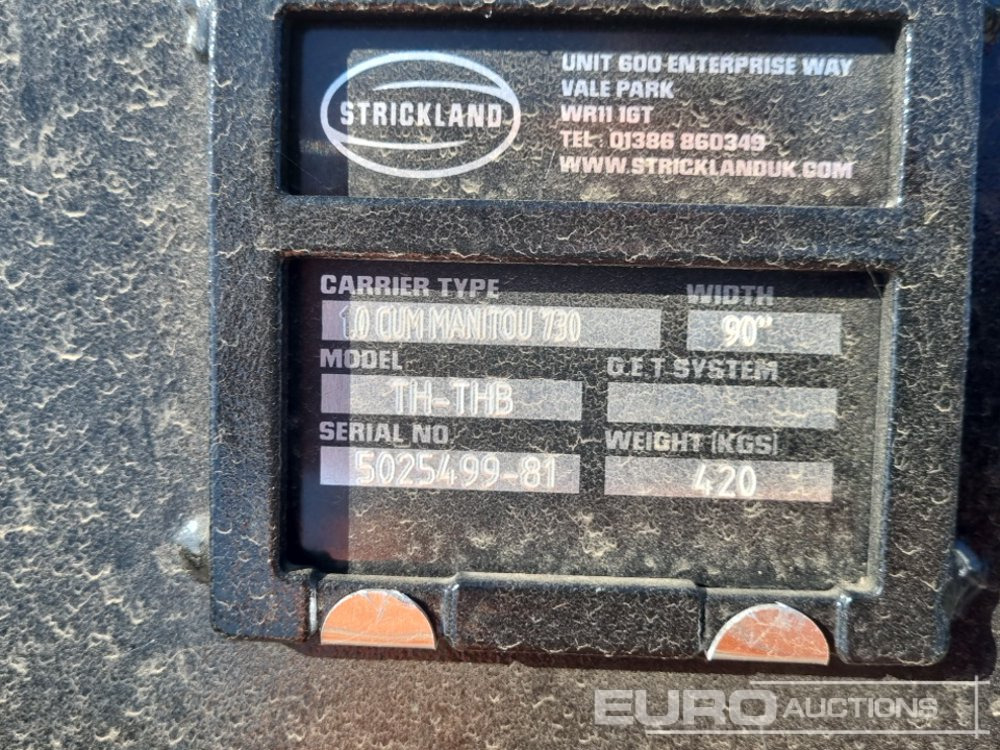 STRICKLAND
UNIT 600 ENTERPRISE WAY
VALE PARK
WR11 1GT
TEL: 01386 860349
WWW.STRICKLANDUK.COM
CARRIER TYPE
1.0 CUM MANITOU 730
WIDTH
90"
MODEL
TH-THB
G.E.T SYSTEM
SERIAL NO
5025499-81
WEIGHT (KGS)
420
EURO AUCTIONS